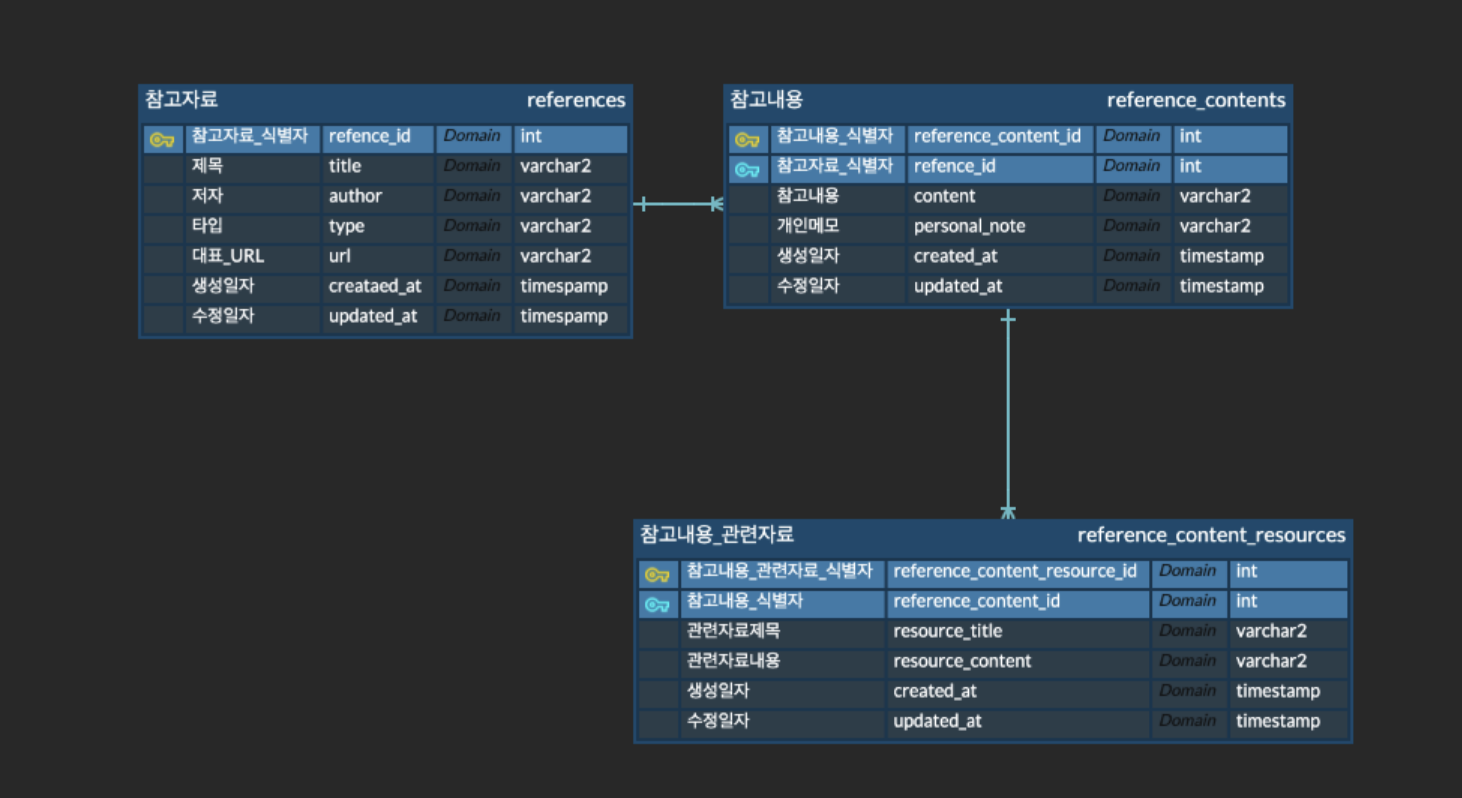 참고자료 references
참고자료_식별자 refence_id Domain int
제목 title Domain varchar2
저자 author Domain varchar2
타입 type Domain varchar2
대표_URL url Domain varchar2
생성일자 creataed_at Domain timespamp
수정일자 updated_at Domain timespamp
참고내용 reference_contents
참고내용_식별자 reference_content_id Domain int
참고자료_식별자 refence_id Domain int
참고내용 content Domain varchar2
개인메모 personal_note Domain varchar2
생성일자 created_at Domain timestamp
수정일자 updated_at Domain timestamp
참고내용_관련자료 reference_content_resources
참고내용_관련자료_식별자 reference_content_resource_id Domain int
참고내용_식별자 reference_content_id Domain int
관련자료제목 resource_title Domain varchar2
관련자료내용 resource_content Domain varchar2
생성일자 created_at Domain timestamp
수정일자 updated_at Domain timestamp